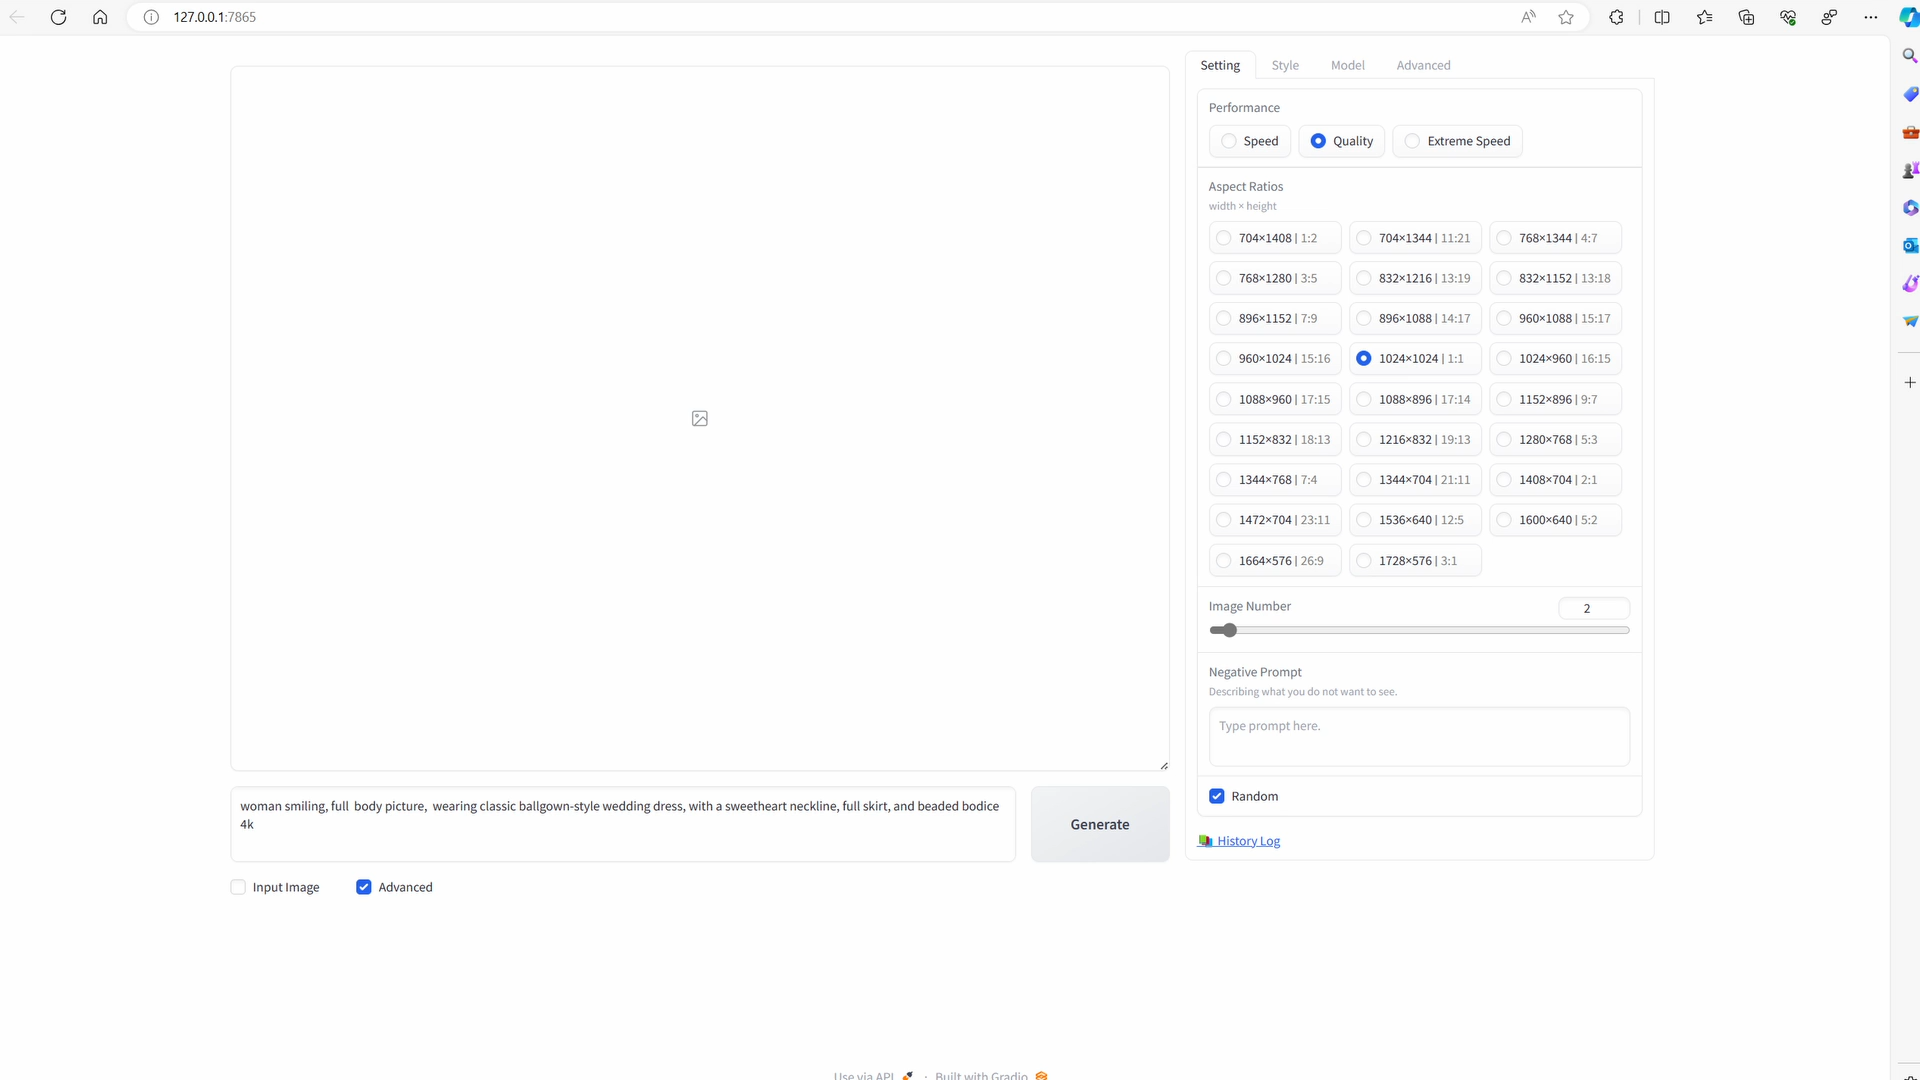 127.0.0.1:7865
Setting Style Model Advanced
Performance
Speed Quality Extreme Speed
Aspect Ratios
width × height
704×1408 | 1:2 704×1344 | 11:21 768×1344 | 4:7
768×1280 | 3:5 832×1216 | 13:19 832×1152 | 13:18
896×1152 | 7:9 896×1088 | 14:17 960×1088 | 15:17
960×1024 | 15:16 1024×1024 | 1:1 1024×960 | 16:15
1088×960 | 17:15 1088×896 | 17:14 1152×896 | 9:7
1152×832 | 18:13 1216×832 | 19:13 1280×768 | 5:3
1344×768 | 7:4 1344×704 | 21:11 1408×704 | 2:1
1472×704 | 23:11 1536×640 | 12:5 1600×640 | 5:2
1664×576 | 26:9 1728×576 | 3:1
Image Number 2
Negative Prompt
Describing what you do not want to see.
Type prompt here.
Random
History Log
woman smiling, full  body picture,  wearing classic ballgown-style wedding dress, with a sweetheart neckline, full skirt, and beaded bodice
4k
Generate
Input Image Advanced
Use via API · Built with Gradio